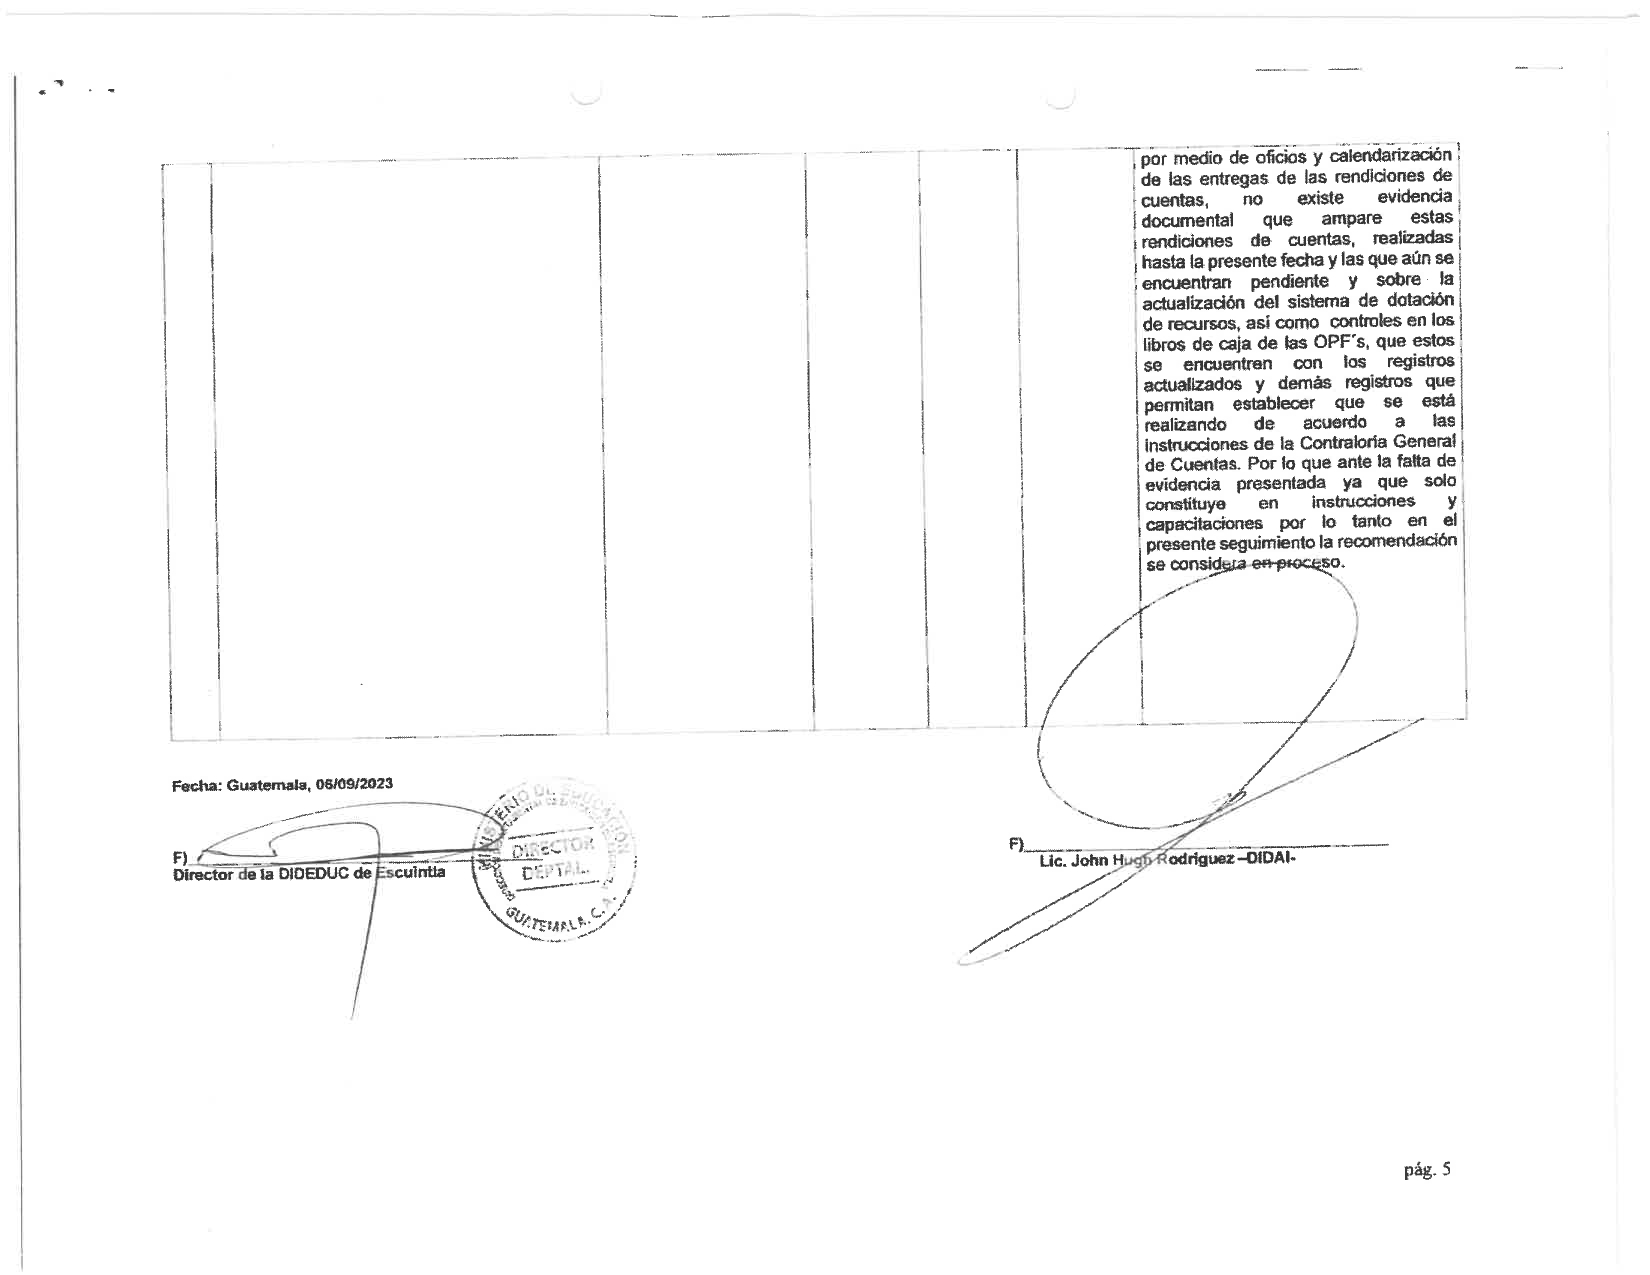 por medio de oficios y calendarización
de las entregas de las rendiciones de
cuentas, no existe evidencia
documental que ampare estas
rendiciones de cuentas, realizadas
hasta la presente fecha y las que aún se
encuentran pendiente y sobre la
actualización del sistema de dotación
de recursos, así como controles en los
libros de caja de las OPF´s, que estos
se encuentren con los registros
actualizados y demás registros que
permitan establecer que se está
realizando de acuerdo a las
instrucciones de la Contraloría General
de Cuentas. Por lo que ante la falta de
evidencia presentada ya que solo
constituye en instrucciones y
capacitaciones por lo tanto en el
presente seguimiento la recomendación
se considera en proceso.
Fecha: Guatemala, 06/09/2023
F)
Director de la DIDEDUC de Escuintla
MINISTERIO DE EDUCACION
DIRECTOR
DEPTAL.
GUATEMALA, C. A.
F)
Lic. John Hugh Rodriguez –DIDAI-
pág. 5